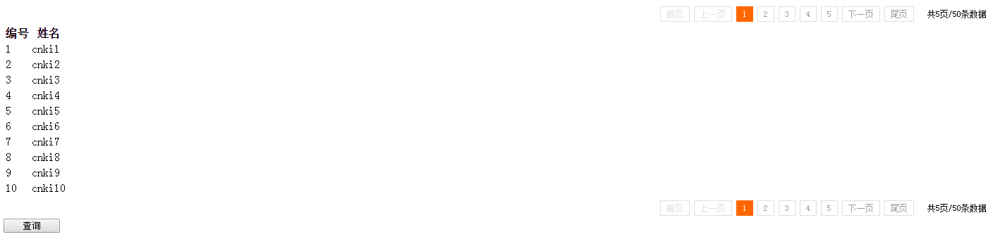 首页 上一页 1 2 3 4 5 下一页 尾页 共5页/50条数据
编号 姓名
1 cnki1
2 cnki2
3 cnki3
4 cnki4
5 cnki5
6 cnki6
7 cnki7
8 cnki8
9 cnki9
10 cnki10
首页 上一页 1 2 3 4 5 下一页 尾页 共5页/50条数据
查询